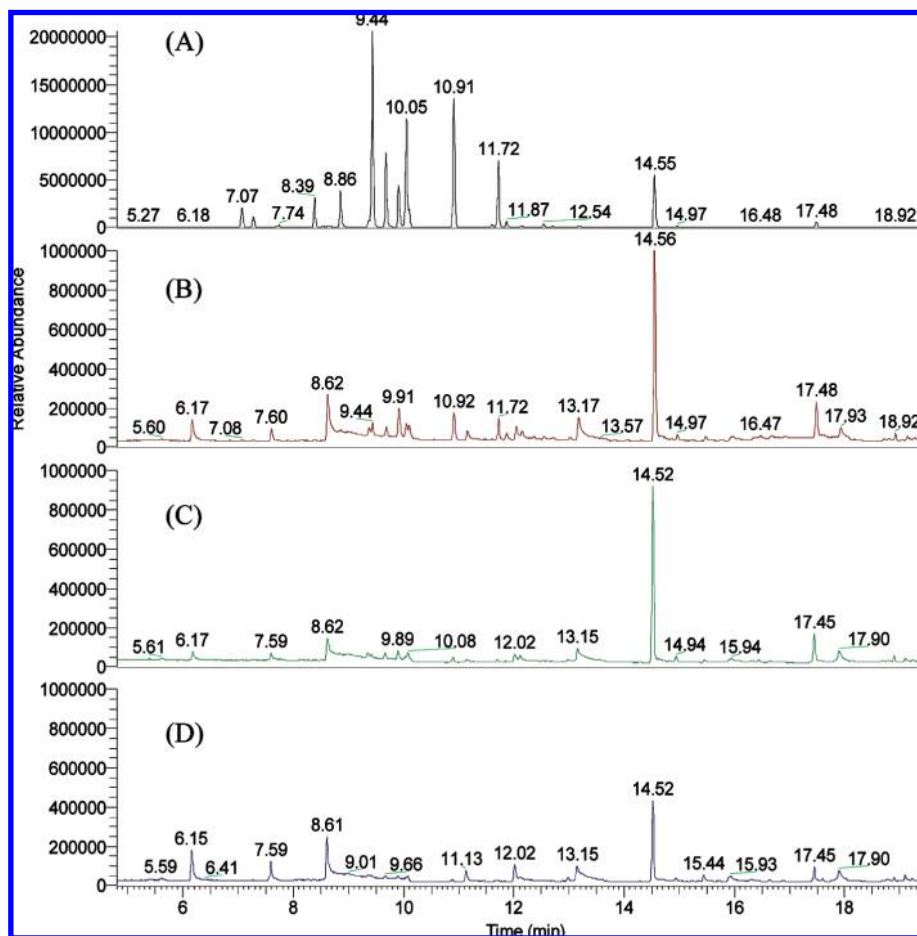 Relative Abundance
(A)
20000000
15000000
10000000
5000000
0
5.27 6.18 7.07 7.74 8.39 8.86 9.44 10.05 10.91 11.72 11.87 12.54 14.55 14.97 16.48 17.48 18.92
(B)
1000000
800000
600000
400000
200000
0
5.60 6.17 7.08 7.60 8.62 9.44 9.91 10.92 11.72 13.17 13.57 14.56 14.97 16.47 17.48 17.93 18.92
(C)
1000000
800000
600000
400000
200000
0
5.61 6.17 7.59 8.62 9.89 10.08 12.02 13.15 14.52 14.94 15.94 17.45 17.90
(D)
1000000
800000
600000
400000
200000
0
5.59 6.15 6.41 7.59 8.61 9.01 9.66 11.13 12.02 13.15 14.52 15.44 15.93 17.45 17.90
6 8 10 12 14 16 18
Time (min)